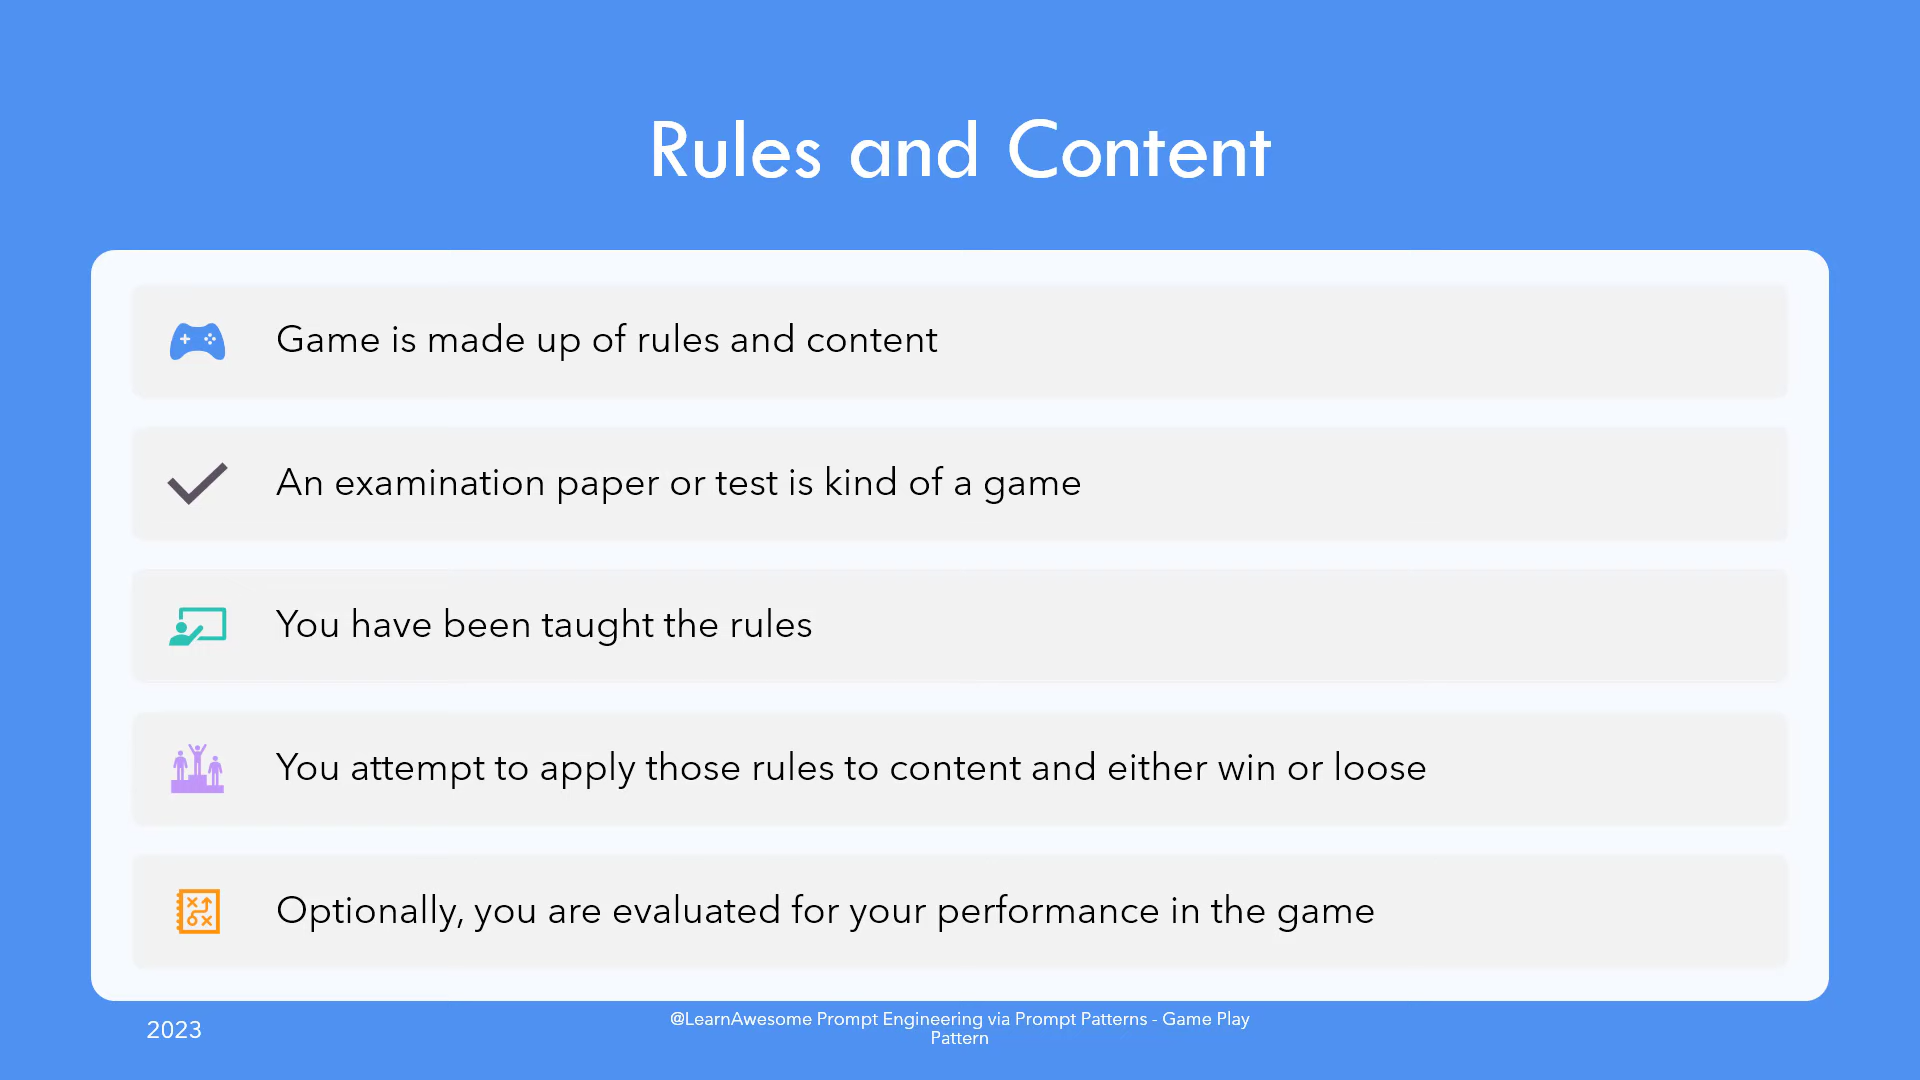 Rules and Content
Game is made up of rules and content
An examination paper or test is kind of a game
You have been taught the rules
You attempt to apply those rules to content and either win or loose
Optionally, you are evaluated for your performance in the game
2023
@LearnAwesome Prompt Engineering via Prompt Patterns - Game Play
Pattern